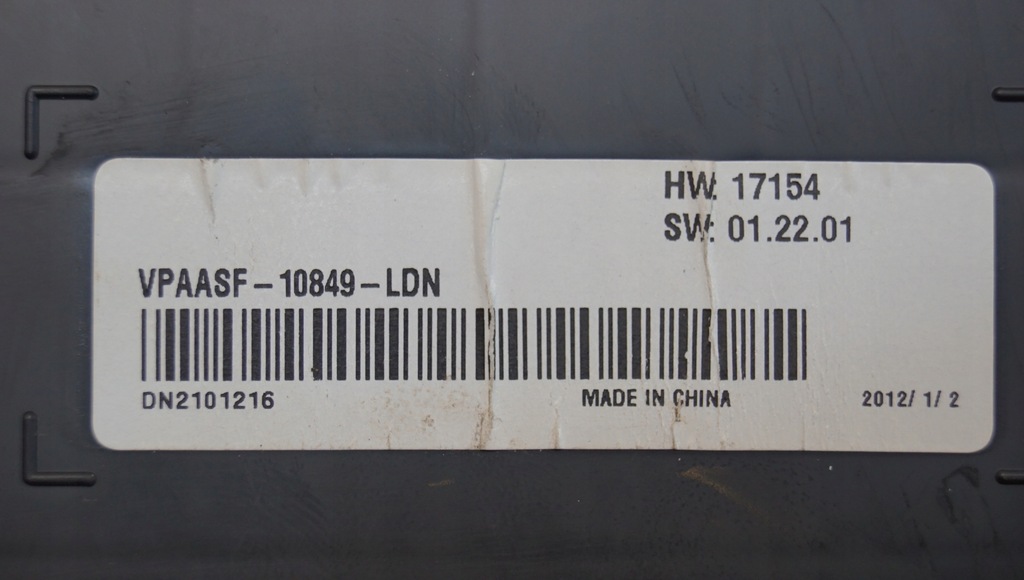 HW: 17154
SW: 01.22.01
VPAASF-10849-LDN
DN2101216
MADE IN CHINA
2012/ 1/ 2